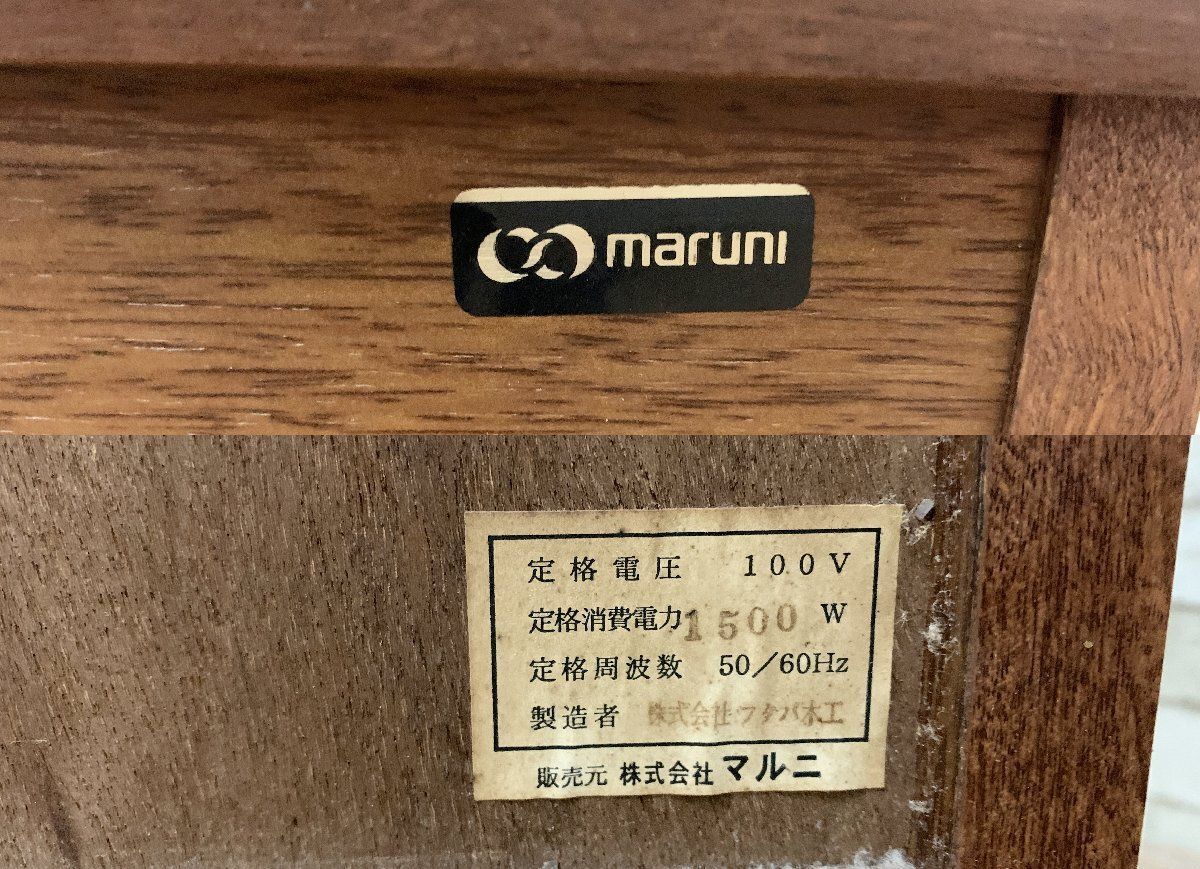 maruni
定格電圧 100V
定格消費電力 1500 W
定格周波数 50/60Hz
製造者 株式会社フタバ木工
販売元 株式会社マルニ